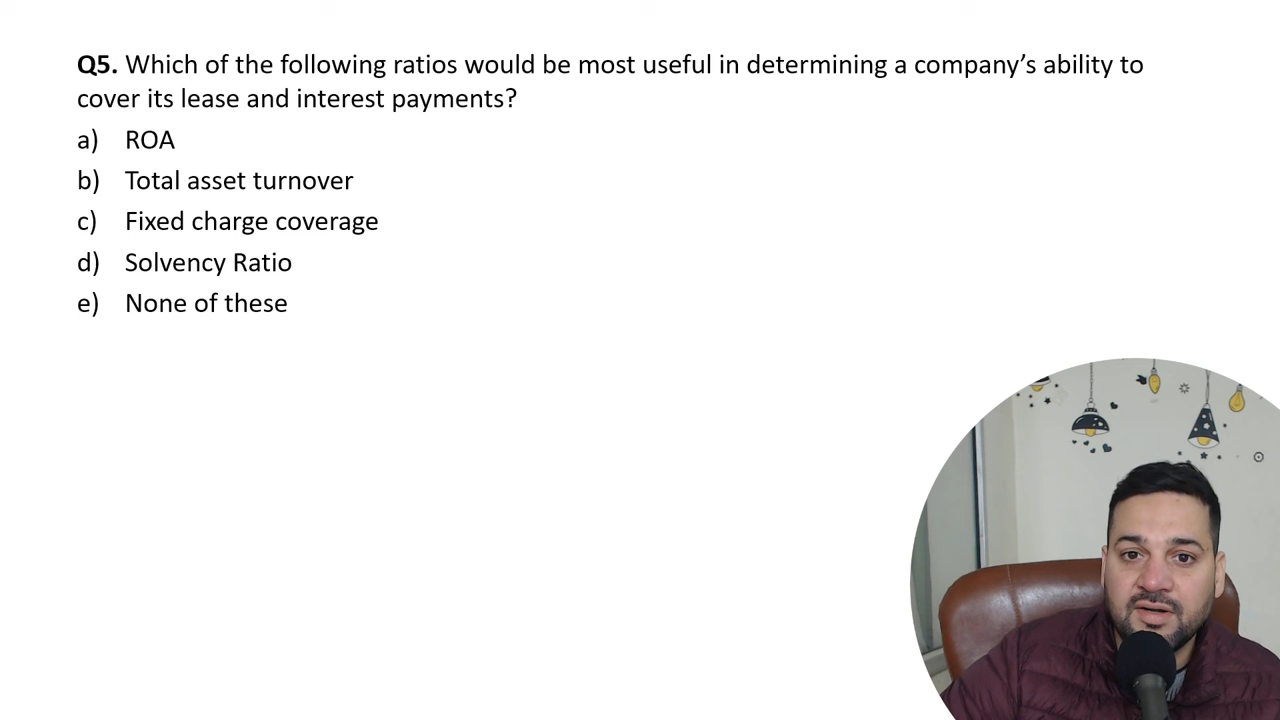 Q5. Which of the following ratios would be most useful in determining a company’s ability to
cover its lease and interest payments?
a) ROA
b) Total asset turnover
c) Fixed charge coverage
d) Solvency Ratio
e) None of these